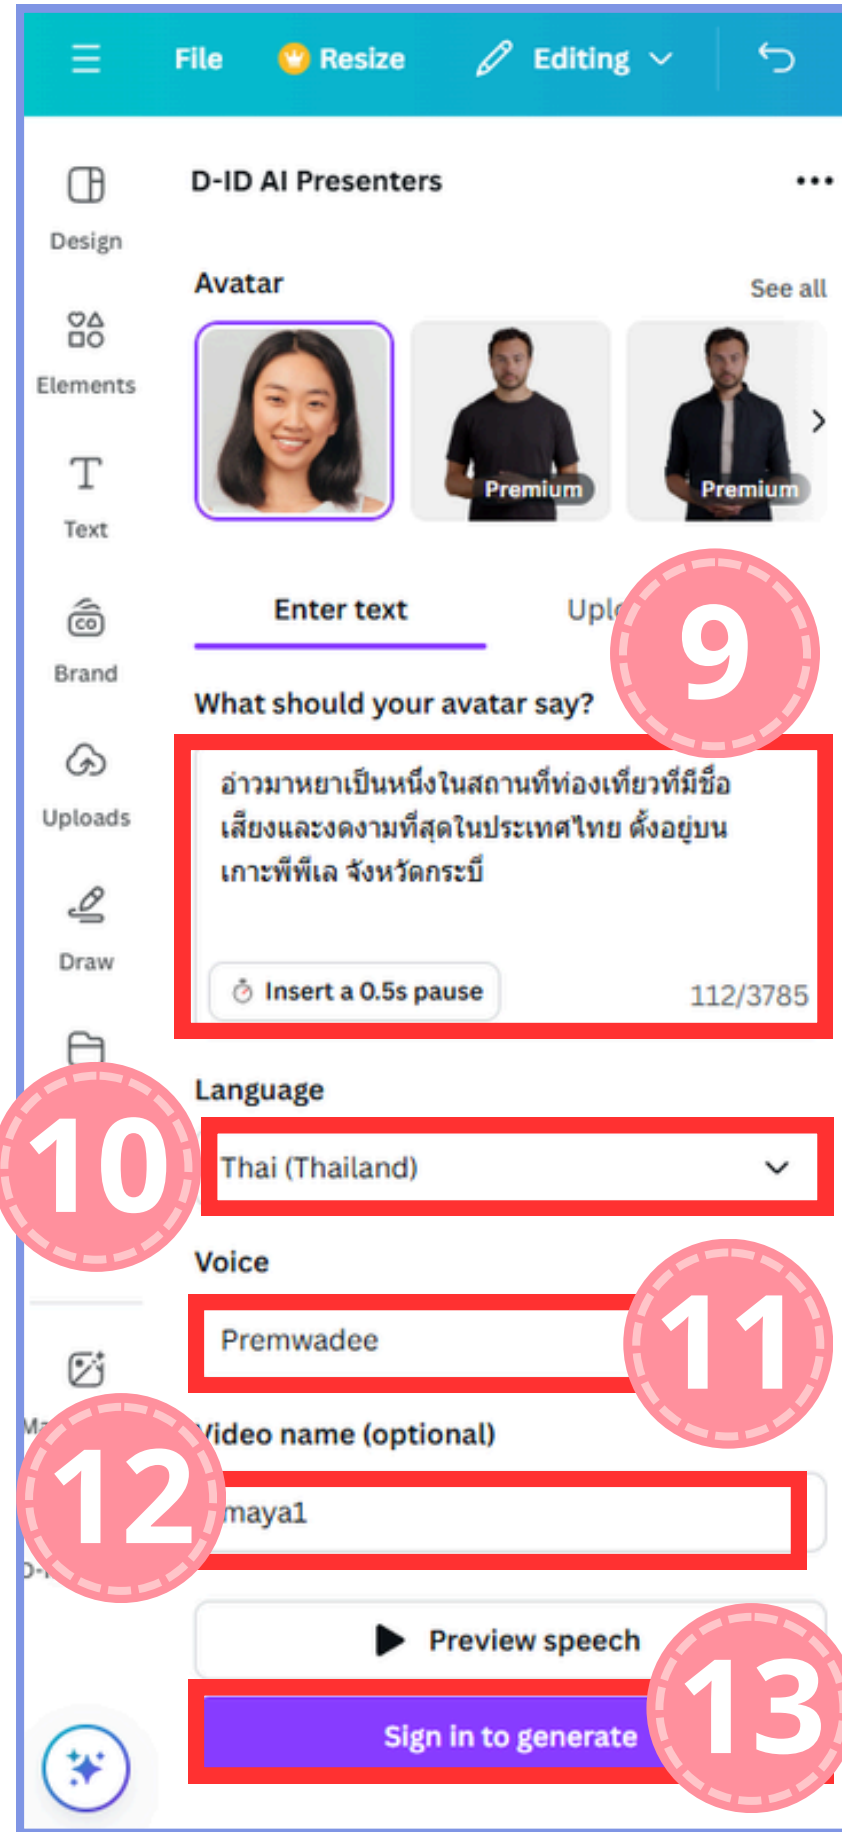 File
Resize
Editing
D-ID AI Presenters
Design
Avatar
See all
Elements
Premium
Premium
Text
Enter text
9
Brand
What should your avatar say?
อ่าวมาหยาเป็นหนึ่งในสถานที่ท่องเที่ยวที่มีชื่อ
เสียงและงดงามที่สุดในประเทศไทย ตั้งอยู่บน
เกาะพีพีเล จังหวัดกระบี่
Uploads
Draw
Insert a 0.5s pause
112/3785
Language
10
Thai (Thailand)
Voice
11
Premwadee
Video name (optional)
12
maya1
Preview speech
13
Sign in to generate